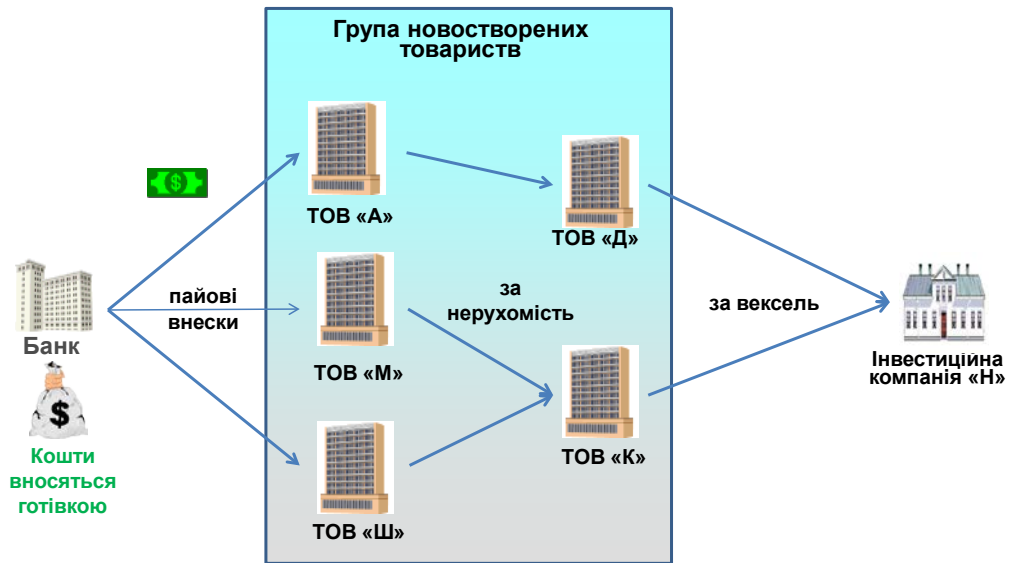 Група новостворених
товариств
ТОВ «А»
ТОВ «Д»
пайові
внески
за
нерухомість
за вексель
Банк
ТОВ «М»
Інвестиційна
компанія «Н»
$
Кошти
вносяться
готівкою
ТОВ «К»
ТОВ «Ш»
$